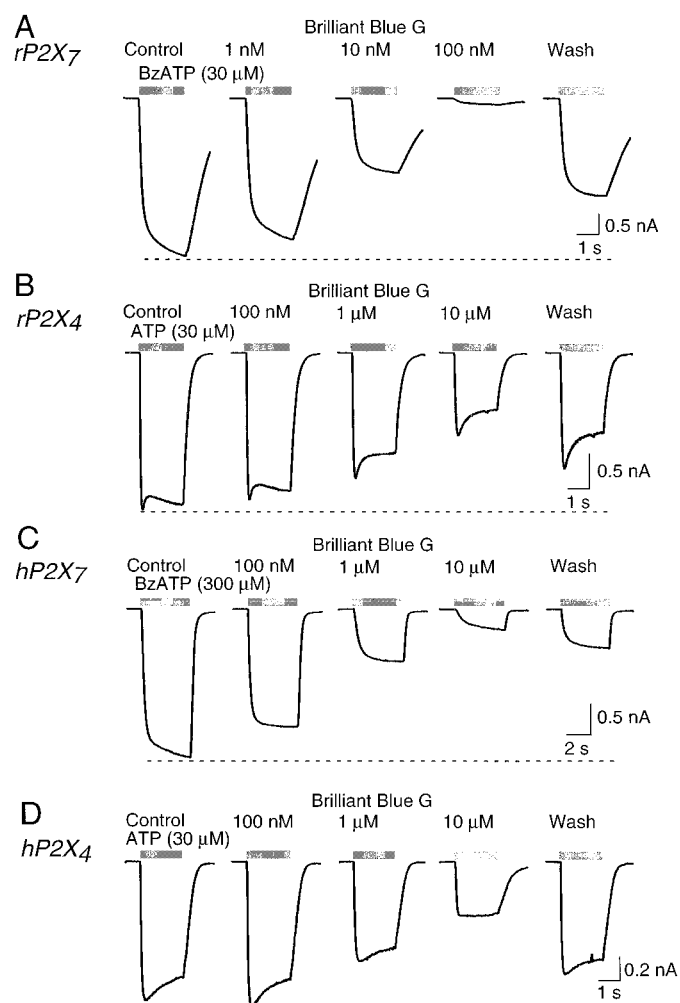 A
rP2X7
Brilliant Blue G
Control 1 nM 10 nM 100 nM Wash
BzATP (30 μM)
0.5 nA
1 s
B
rP2X4
Brilliant Blue G
Control 100 nM 1 μM 10 μM Wash
ATP (30 μM)
0.5 nA
1 s
C
hP2X7
Brilliant Blue G
Control 100 nM 1 μM 10 μM Wash
BzATP (300 μM)
0.5 nA
2 s
D
hP2X4
Brilliant Blue G
Control 100 nM 1 μM 10 μM Wash
ATP (30 μM)
0.2 nA
1 s